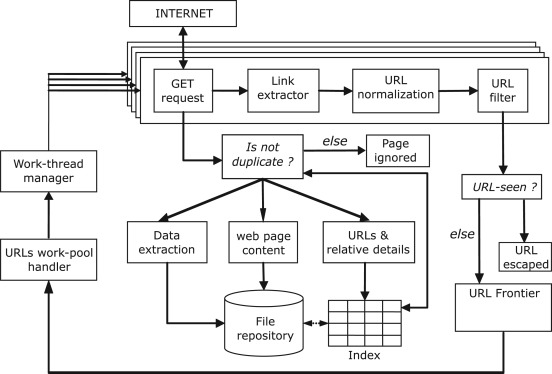 INTERNET
GET
request
Link
extractor
URL
normalization
URL
filter
Is not
duplicate ?
else
Page
ignored
Work-thread
manager
URL-seen ?
else
Data
extraction
web page
content
URLs &
relative details
URLs work-pool
handler
URL
escaped
URL Frontier
File
repository
Index